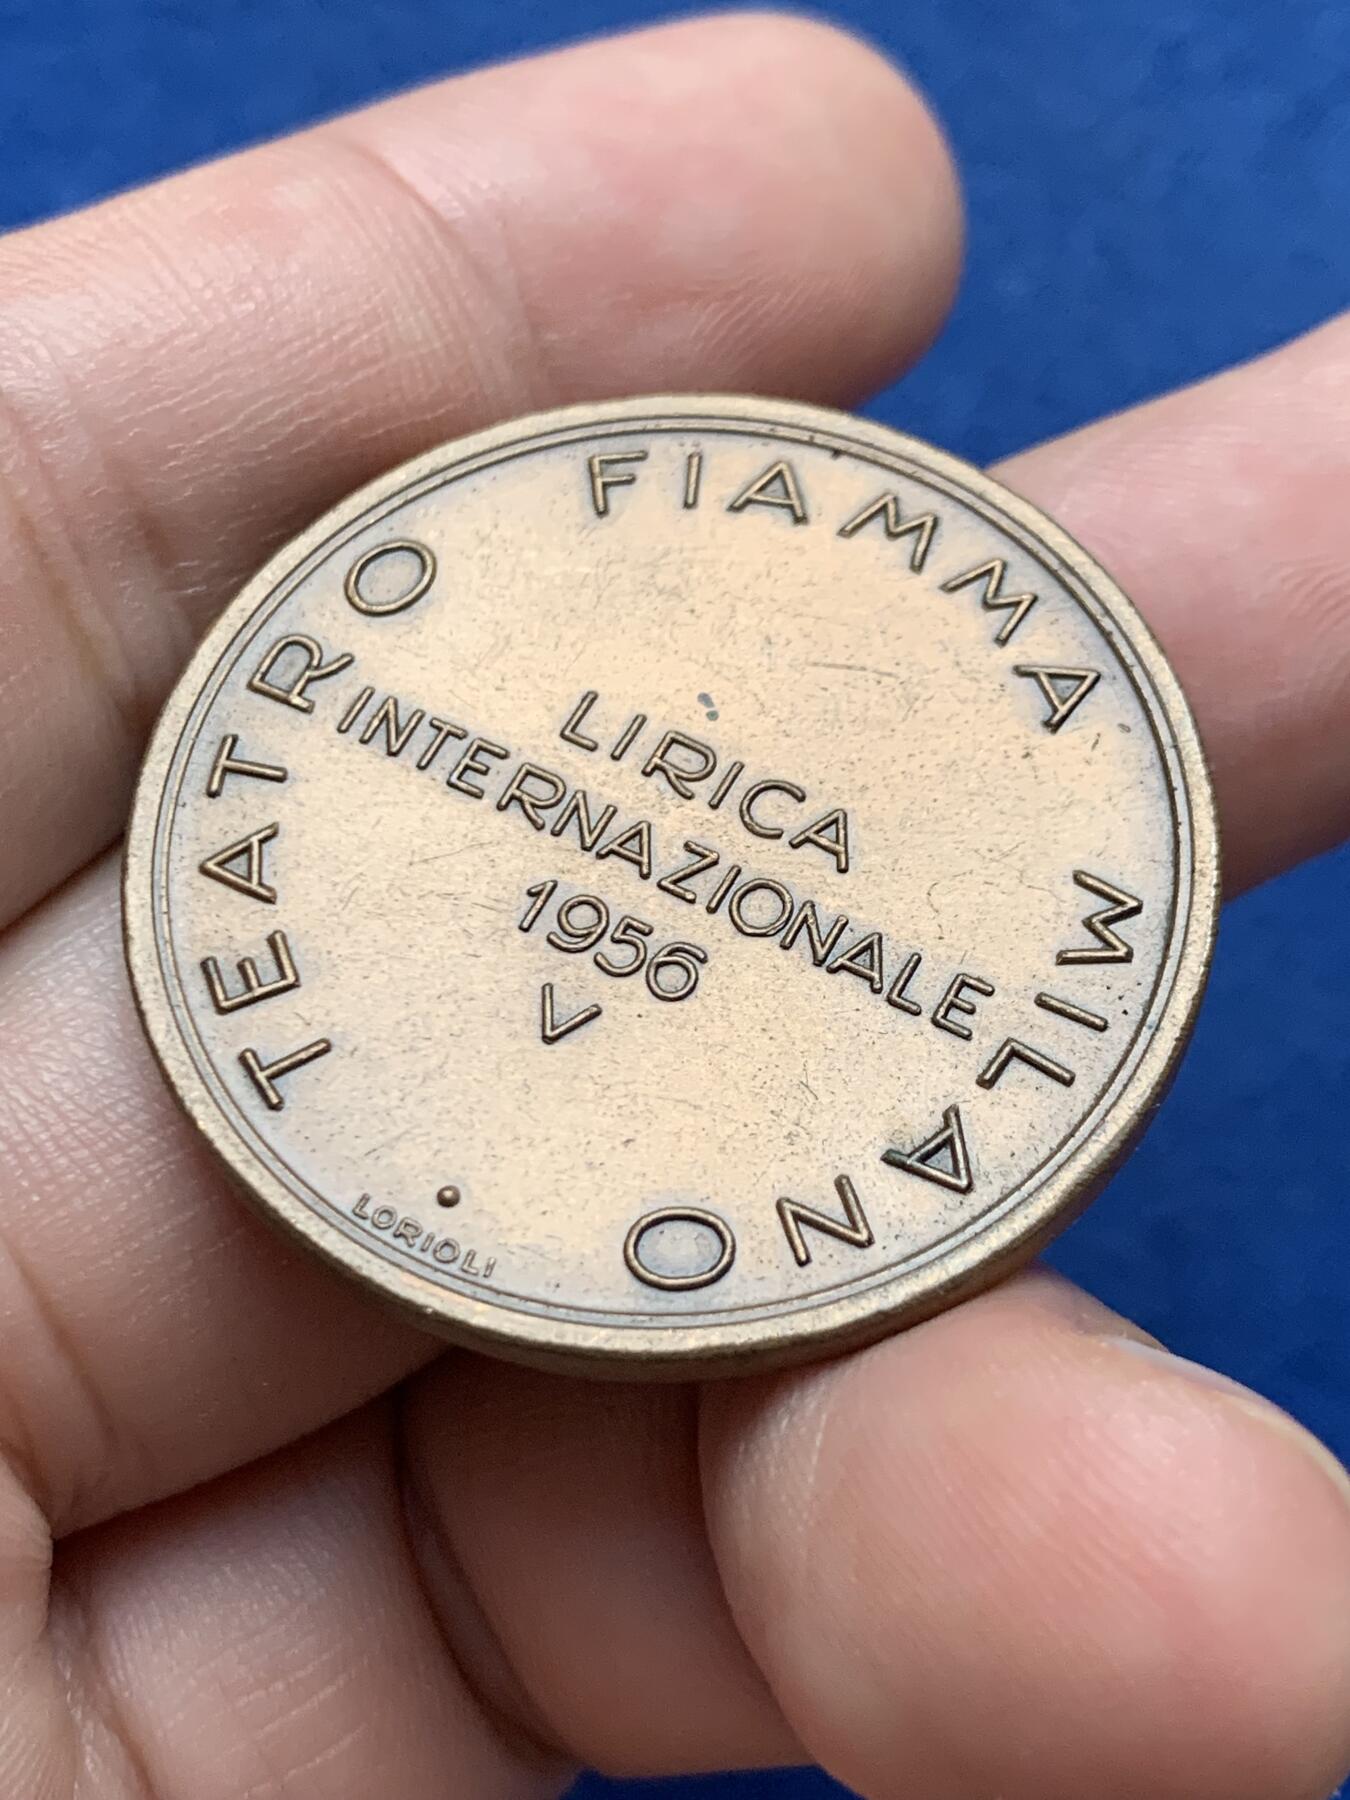 TEATRO FIAMMA MILANO
LIRICA
INTERNAZIONALE
1956
V
LORIOLI